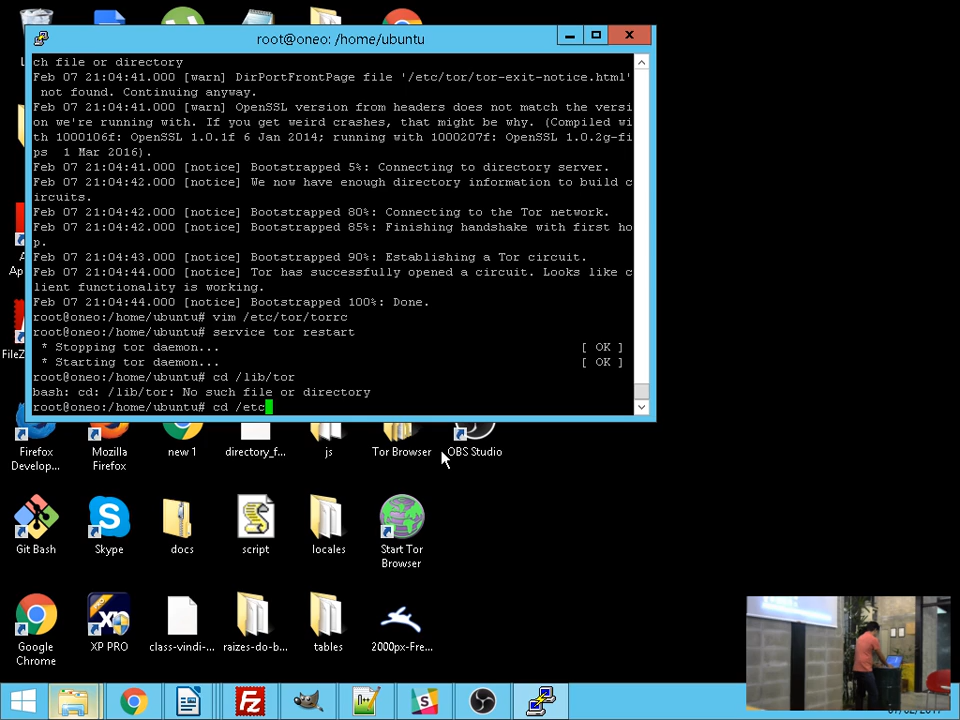 root@oneo: /home/ubuntu
ch file or directory
Feb 07 21:04:41.000 [warn] DirPortFrontPage file '/etc/tor/tor-exit-notice.html'
not found. Continuing anyway.
Feb 07 21:04:41.000 [warn] OpenSSL version from headers does not match the versi
on we're running with. If you get weird crashes, that might be why. (Compiled wi
th 1000106f: OpenSSL 1.0.1f 6 Jan 2014; running with 1000207f: OpenSSL 1.0.2g-fi
ps  1 Mar 2016).
Feb 07 21:04:41.000 [notice] Bootstrapped 5%: Connecting to directory server.
Feb 07 21:04:42.000 [notice] We now have enough directory information to build c
ircuits.
Feb 07 21:04:42.000 [notice] Bootstrapped 80%: Connecting to the Tor network.
Feb 07 21:04:42.000 [notice] Bootstrapped 85%: Finishing handshake with first ho
p.
Feb 07 21:04:43.000 [notice] Bootstrapped 90%: Establishing a Tor circuit.
Feb 07 21:04:44.000 [notice] Tor has successfully opened a circuit. Looks like c
lient functionality is working.
Feb 07 21:04:44.000 [notice] Bootstrapped 100%: Done.
root@oneo:/home/ubuntu# vim /etc/tor/torrc
root@oneo:/home/ubuntu# service tor restart
* Stopping tor daemon... [ OK ]
* Starting tor daemon... [ OK ]
root@oneo:/home/ubuntu# cd /lib/tor
bash: cd: /lib/tor: No such file or directory
root@oneo:/home/ubuntu# cd /etc
FileZ
Firefox Develop...
Mozilla Firefox
new 1
directory_f...
js
Tor Browser
OBS Studio
Git Bash
Skype
docs
script
locales
Start Tor Browser
Google Chrome
XP PRO
class-vindi-...
raizes-do-b...
tables
2000px-Fre...